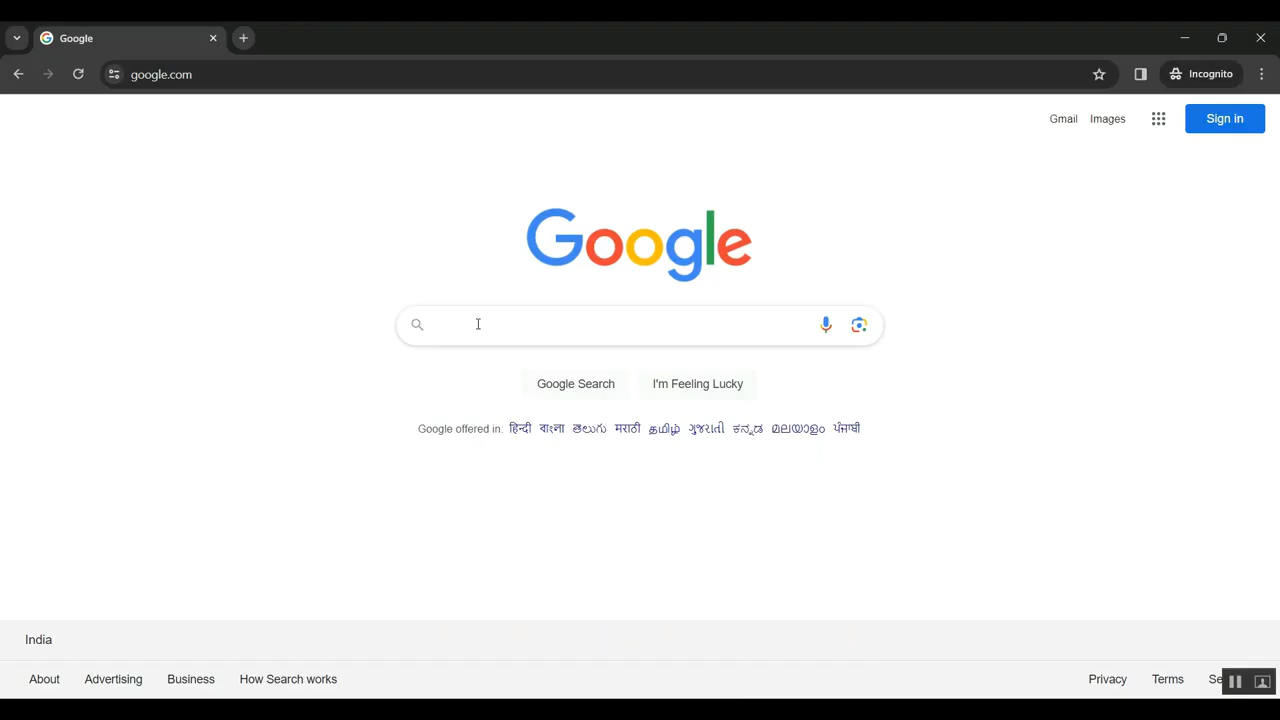 Google
google.com
Incognito
Gmail Images
Sign in
Google
Google Search I'm Feeling Lucky
Google offered in: हिन्दी বাংলা తెలుగు मराठी தமிழ் ગુજરાતી ಕನ್ನಡ മലയാളം ਪੰਜਾਬੀ
India
About Advertising Business How Search works Privacy Terms